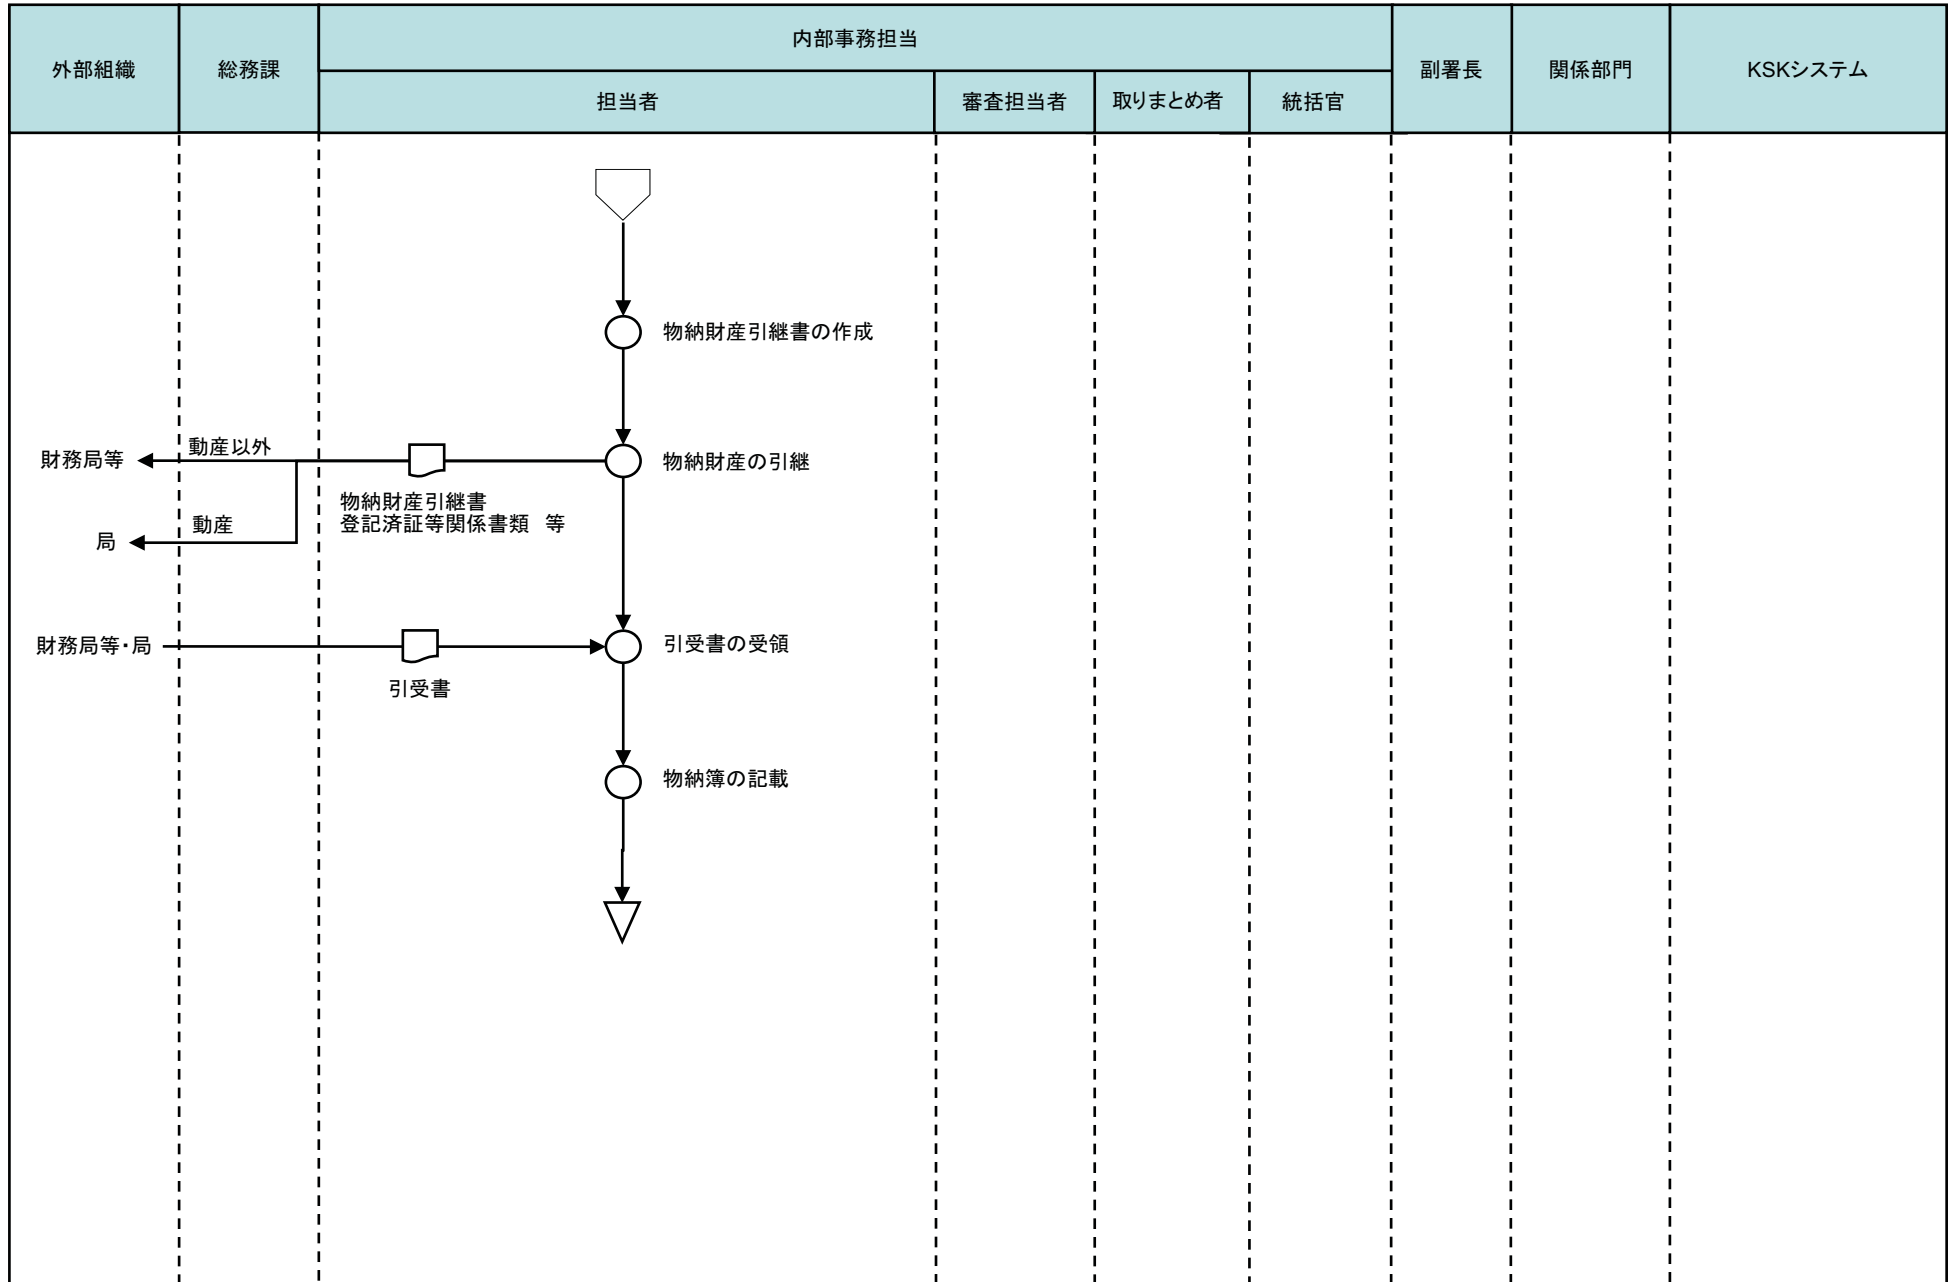 外部組織
総務課
内部事務担当
担当者
審査担当者
取りまとめ者
統括官
副署長
関係部門
KSKシステム
物納財産引継書の作成
財務局等
動産以外
物納財産の引継
物納財産引継書
登記済証等関係書類　等
局
動産
財務局等・局
引受書の受領
引受書
物納簿の記載